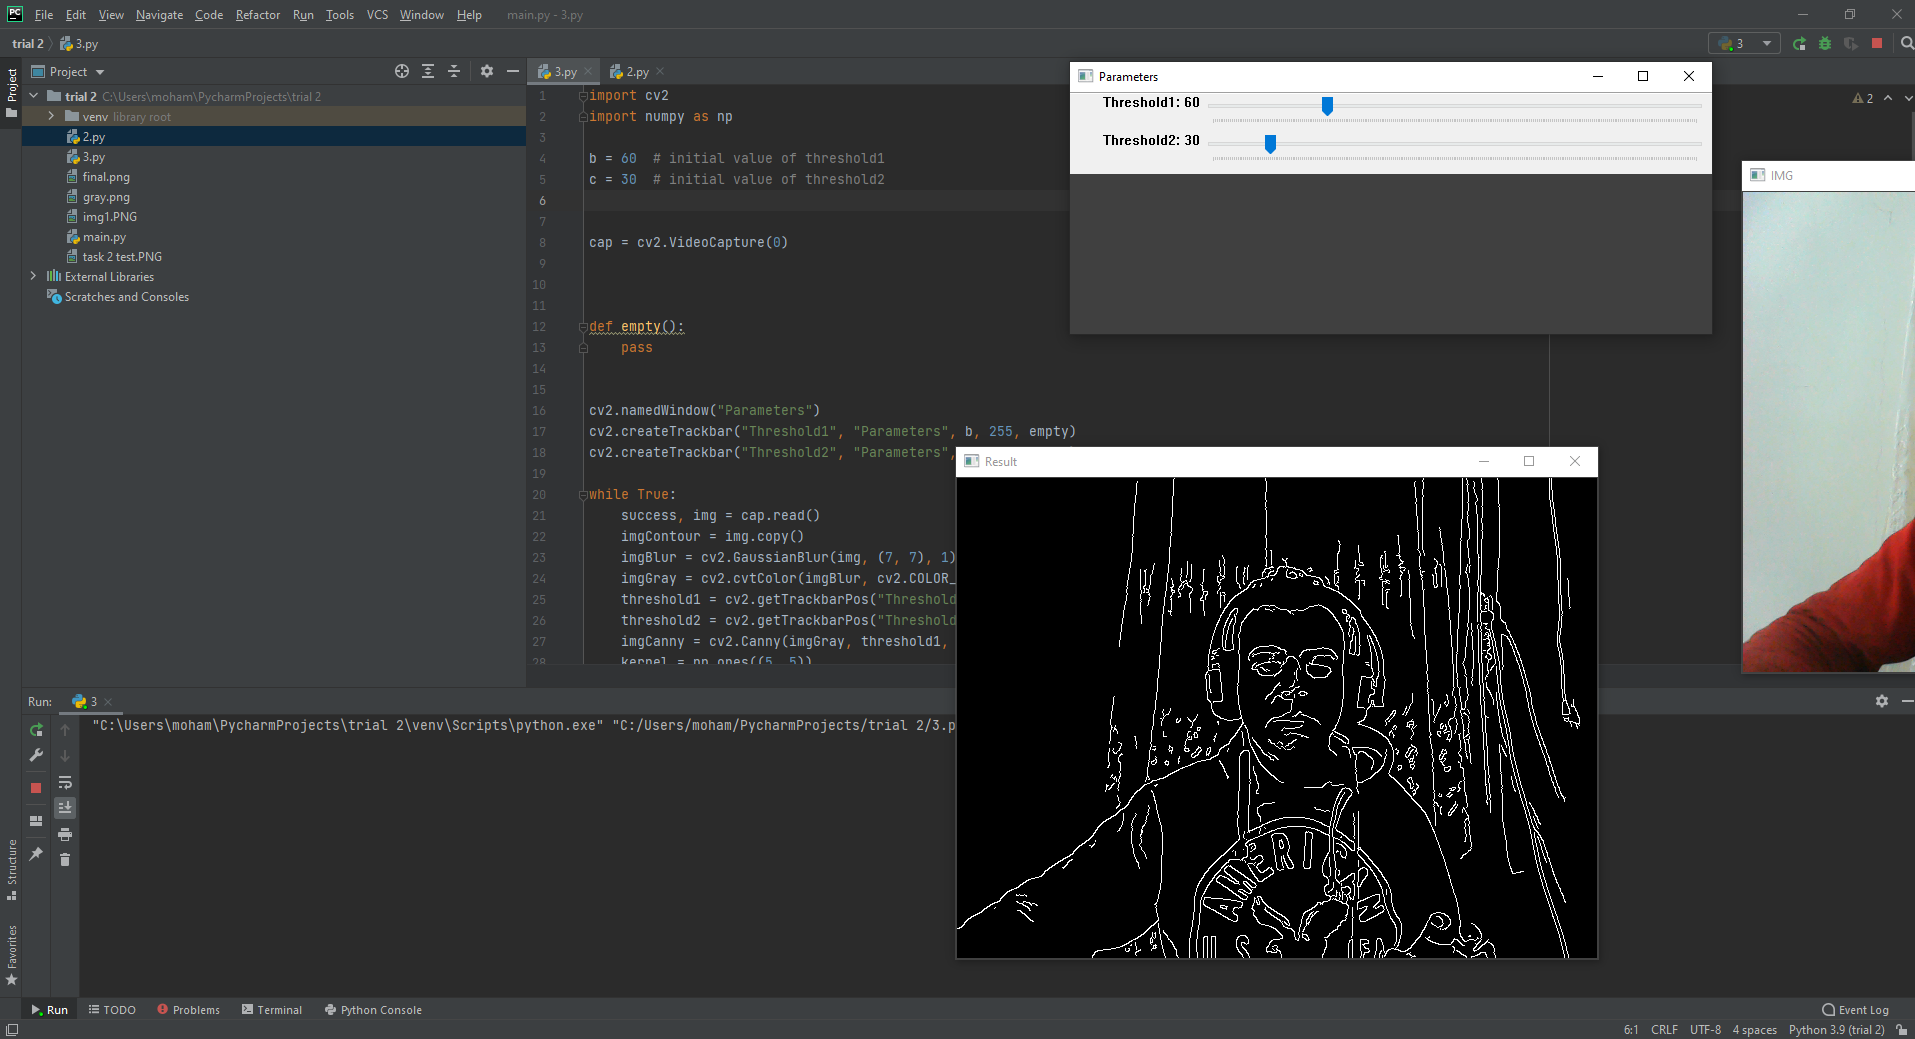 PC File Edit View Navigate Code Refactor Run Tools VCS Window Help main.py - 3.py
trial 2 3.py
3
Project
Project
trial 2 C:\Users\moham\PycharmProjects\trial 2
venv library root
2.py
3.py
final.png
gray.png
img1.PNG
main.py
task 2 test.PNG
External Libraries
Scratches and Consoles
3.py 2.py
2
1 import cv2
2 import numpy as np
3
4 b = 60 # initial value of threshold1
5 c = 30 # initial value of threshold2
6
7
8 cap = cv2.VideoCapture(0)
9
10
11
12 def empty():
13 pass
14
15
16 cv2.namedWindow("Parameters")
17 cv2.createTrackbar("Threshold1", "Parameters", b, 255, empty)
18 cv2.createTrackbar("Threshold2", "Parameters",
19
20 while True:
21 success, img = cap.read()
22 imgContour = img.copy()
23 imgBlur = cv2.GaussianBlur(img, (7, 7), 1)
24 imgGray = cv2.cvtColor(imgBlur, cv2.COLOR_
25 threshold1 = cv2.getTrackbarPos("Threshold
26 threshold2 = cv2.getTrackbarPos("Threshold
27 imgCanny = cv2.Canny(imgGray, threshold1,
28 kernel = np.ones((5, 5))
Parameters
Threshold1: 60
Threshold2: 30
IMG
Result
AMERICAN
U S
Run: 3
"C:\Users\moham\PycharmProjects\trial 2\venv\Scripts\python.exe" "C:/Users/moham/PycharmProjects/trial 2/3.p
Structure
Favorites
Run TODO Problems Terminal Python Console
Event Log
6:1 CRLF UTF-8 4 spaces Python 3.9 (trial 2)